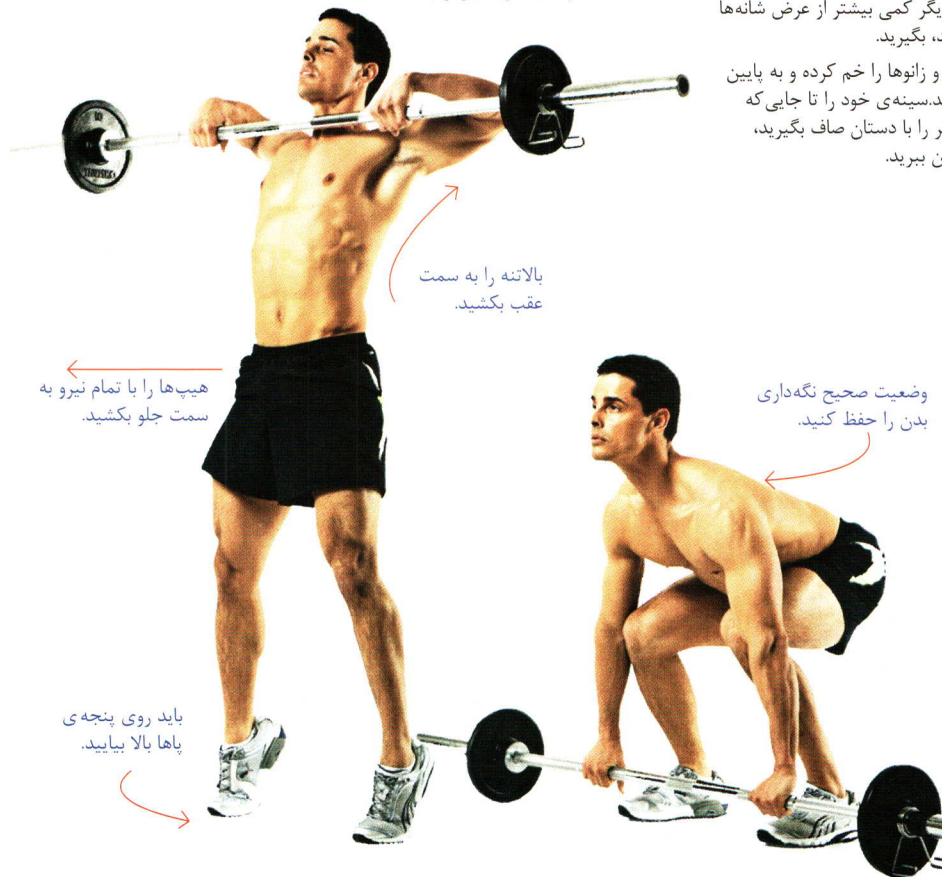 یگر کمی بیشتر از عرض شانه‌ها
د، بگیرید.
و زانوها را خم کرده و به پایین
د.سینه‌ی خود را تا جایی‌که
ر را با دستان صاف بگیرید،
ن ببرید.
بالاتنه را به سمت
عقب بکشید.
هیپ‌ها را با تمام نیرو به
سمت جلو بکشید.
وضعیت صحیح نگه‌داری
بدن را حفظ کنید.
باید روی پنجه‌ی
پاها بالا بیایید.